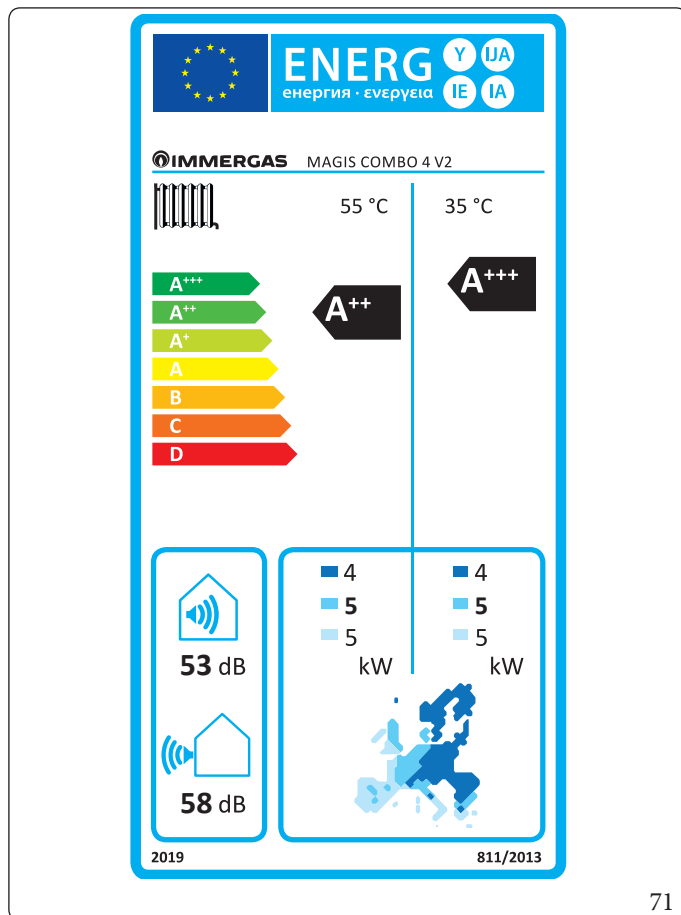 ENERG Y IJA
енергия · ενεργεια IE IA
IMMERGAS MAGIS COMBO 4 V2
55 °C 35 °C
A+++
A++
A+
A
B
C
D
A++
A+++
53 dB
58 dB
4 4
5 5
5 5
kW kW
2019 811/2013
71